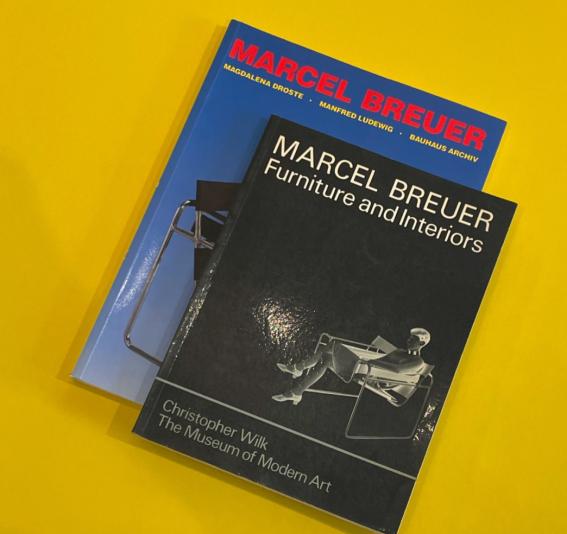 MARCEL BREUER
MAGDALENA DROSTE · MANFRED LUDEWIG · BAUHAUS ARCHIV
MARCEL BREUER
Furniture and Interiors
Christopher Wilk
The Museum of Modern Art